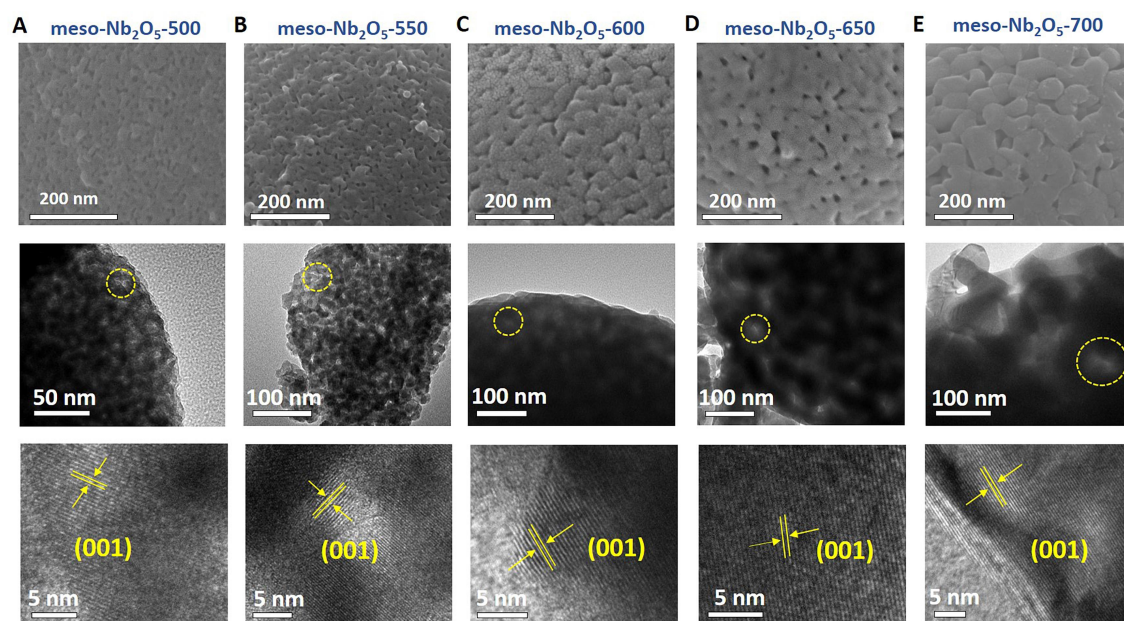 A meso-Nb₂O₅-500 B meso-Nb₂O₅-550 C meso-Nb₂O₅-600 D meso-Nb₂O₅-650 E meso-Nb₂O₅-700
200 nm 200 nm 200 nm 200 nm 200 nm
50 nm 100 nm 100 nm 100 nm 100 nm
(001) (001) (001) (001) (001)
5 nm 5 nm 5 nm 5 nm 5 nm